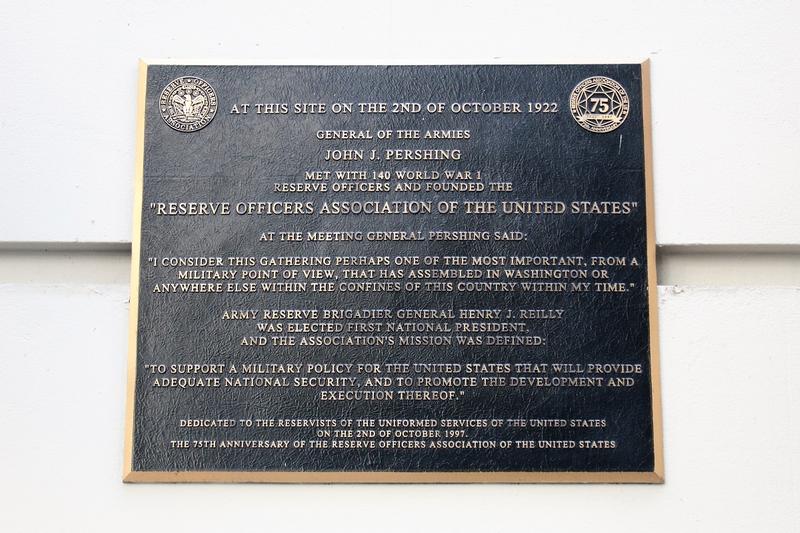 RESERVE OFFICERS ASSOCIATION
75
AT THIS SITE ON THE 2ND OF OCTOBER 1922
GENERAL OF THE ARMIES
JOHN J. PERSHING
MET WITH 140 WORLD WAR 1
RESERVE OFFICERS AND FOUNDED THE
"RESERVE OFFICERS ASSOCIATION OF THE UNITED STATES"
AT THE MEETING GENERAL PERSHING SAID:
"I CONSIDER THIS GATHERING PERHAPS ONE OF THE MOST IMPORTANT, FROM A
MILITARY POINT OF VIEW, THAT HAS ASSEMBLED IN WASHINGTON OR
ANYWHERE ELSE WITHIN THE CONFINES OF THIS COUNTRY WITHIN MY TIME."
ARMY RESERVE BRIGADIER GENERAL HENRY J. REILLY
WAS ELECTED FIRST NATIONAL PRESIDENT,
AND THE ASSOCIATION'S MISSION WAS DEFINED:
"TO SUPPORT A MILITARY POLICY FOR THE UNITED STATES THAT WILL PROVIDE
ADEQUATE NATIONAL SECURITY, AND TO PROMOTE THE DEVELOPMENT AND
EXECUTION THEREOF."
DEDICATED TO THE RESERVISTS OF THE UNIFORMED SERVICES OF THE UNITED STATES
ON THE 2ND OF OCTOBER 1997.
THE 75TH ANNIVERSARY OF THE RESERVE OFFICERS ASSOCIATION OF THE UNITED STATES